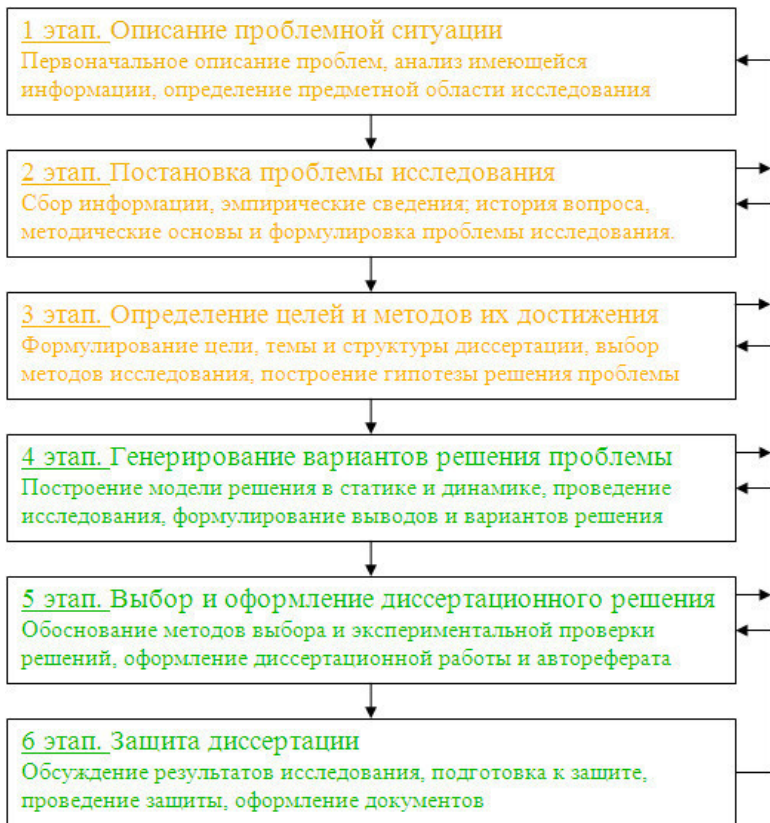 1 этап. Описание проблемной ситуации
Первоначальное описание проблем, анализ имеющейся
информации, определение предметной области исследования
2 этап. Постановка проблемы исследования
Сбор информации, эмпирические сведения; история вопроса,
методические основы и формулировка проблемы исследования.
3 этап. Определение целей и методов их достижения
Формулирование цели, темы и структуры диссертации, выбор
методов исследования, построение гипотезы решения проблемы
4 этап. Генерирование вариантов решения проблемы
Построение модели решения в статике и динамике, проведение
исследования, формулирование выводов и вариантов решения
5 этап. Выбор и оформление диссертационного решения
Обоснование методов выбора и экспериментальной проверки
решений, оформление диссертационной работы и автореферата
6 этап. Защита диссертации
Обсуждение результатов исследования, подготовка к защите,
проведение защиты, оформление документов